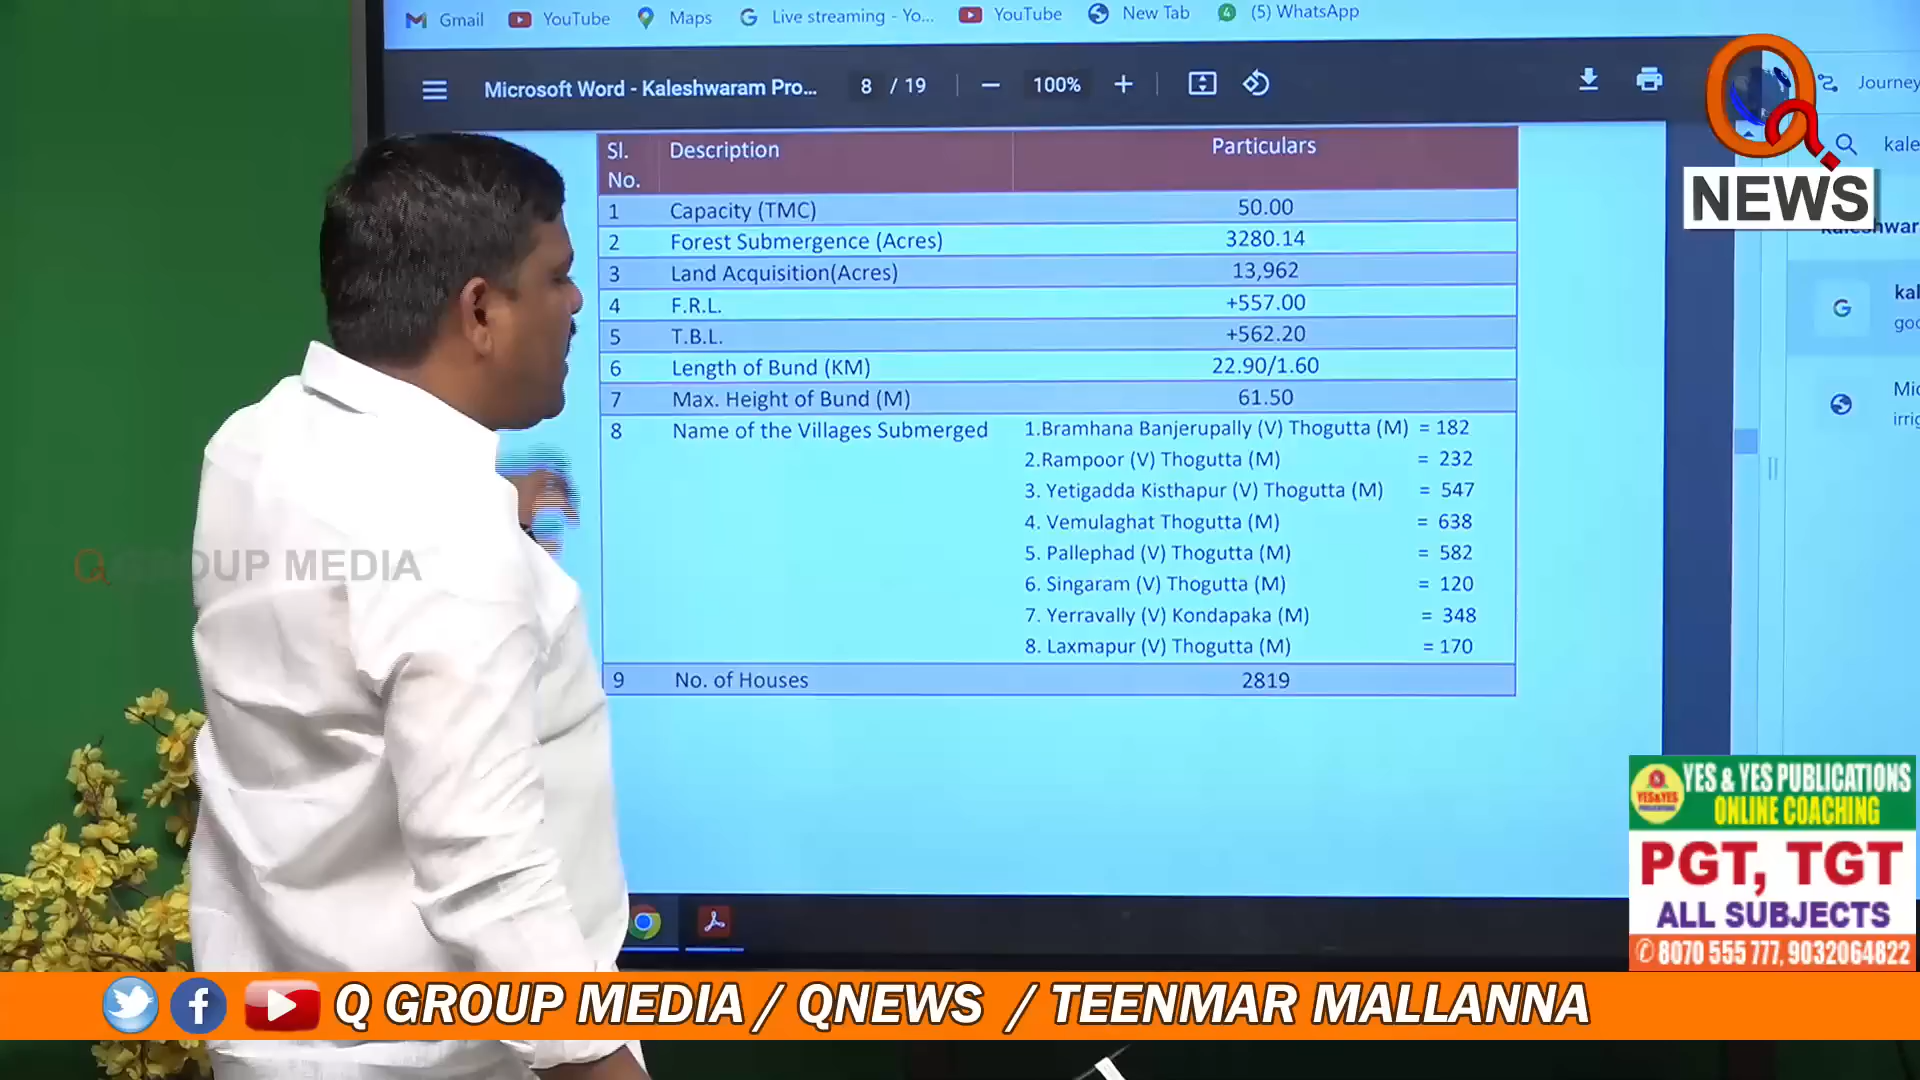 Gmail YouTube Maps Live streaming - Yo... YouTube New Tab (5) WhatsApp
Microsoft Word - Kaleshwaram Pro... 8 / 19 100%
Journey
kale
Q
NEWS
kal
goo
Mic
irrig
Sl. No. Description Particulars
1 Capacity (TMC) 50.00
2 Forest Submergence (Acres) 3280.14
3 Land Acquisition(Acres) 13,962
4 F.R.L. +557.00
5 T.B.L. +562.20
6 Length of Bund (KM) 22.90/1.60
7 Max. Height of Bund (M) 61.50
8 Name of the Villages Submerged 1.Bramhana Banjerupally (V) Thogutta (M) = 182
2.Rampoor (V) Thogutta (M) = 232
3. Yetigadda Kisthapur (V) Thogutta (M) = 547
4. Vemulaghat Thogutta (M) = 638
5. Pallephad (V) Thogutta (M) = 582
6. Singaram (V) Thogutta (M) = 120
7. Yerravally (V) Kondapaka (M) = 348
8. Laxmapur (V) Thogutta (M) = 170
9 No. of Houses 2819
Q GROUP MEDIA
YES & YES PUBLICATIONS
ONLINE COACHING
PGT, TGT
ALL SUBJECTS
8070 555 777, 9032064822
Q GROUP MEDIA / QNEWS / TEENMAR MALLANNA